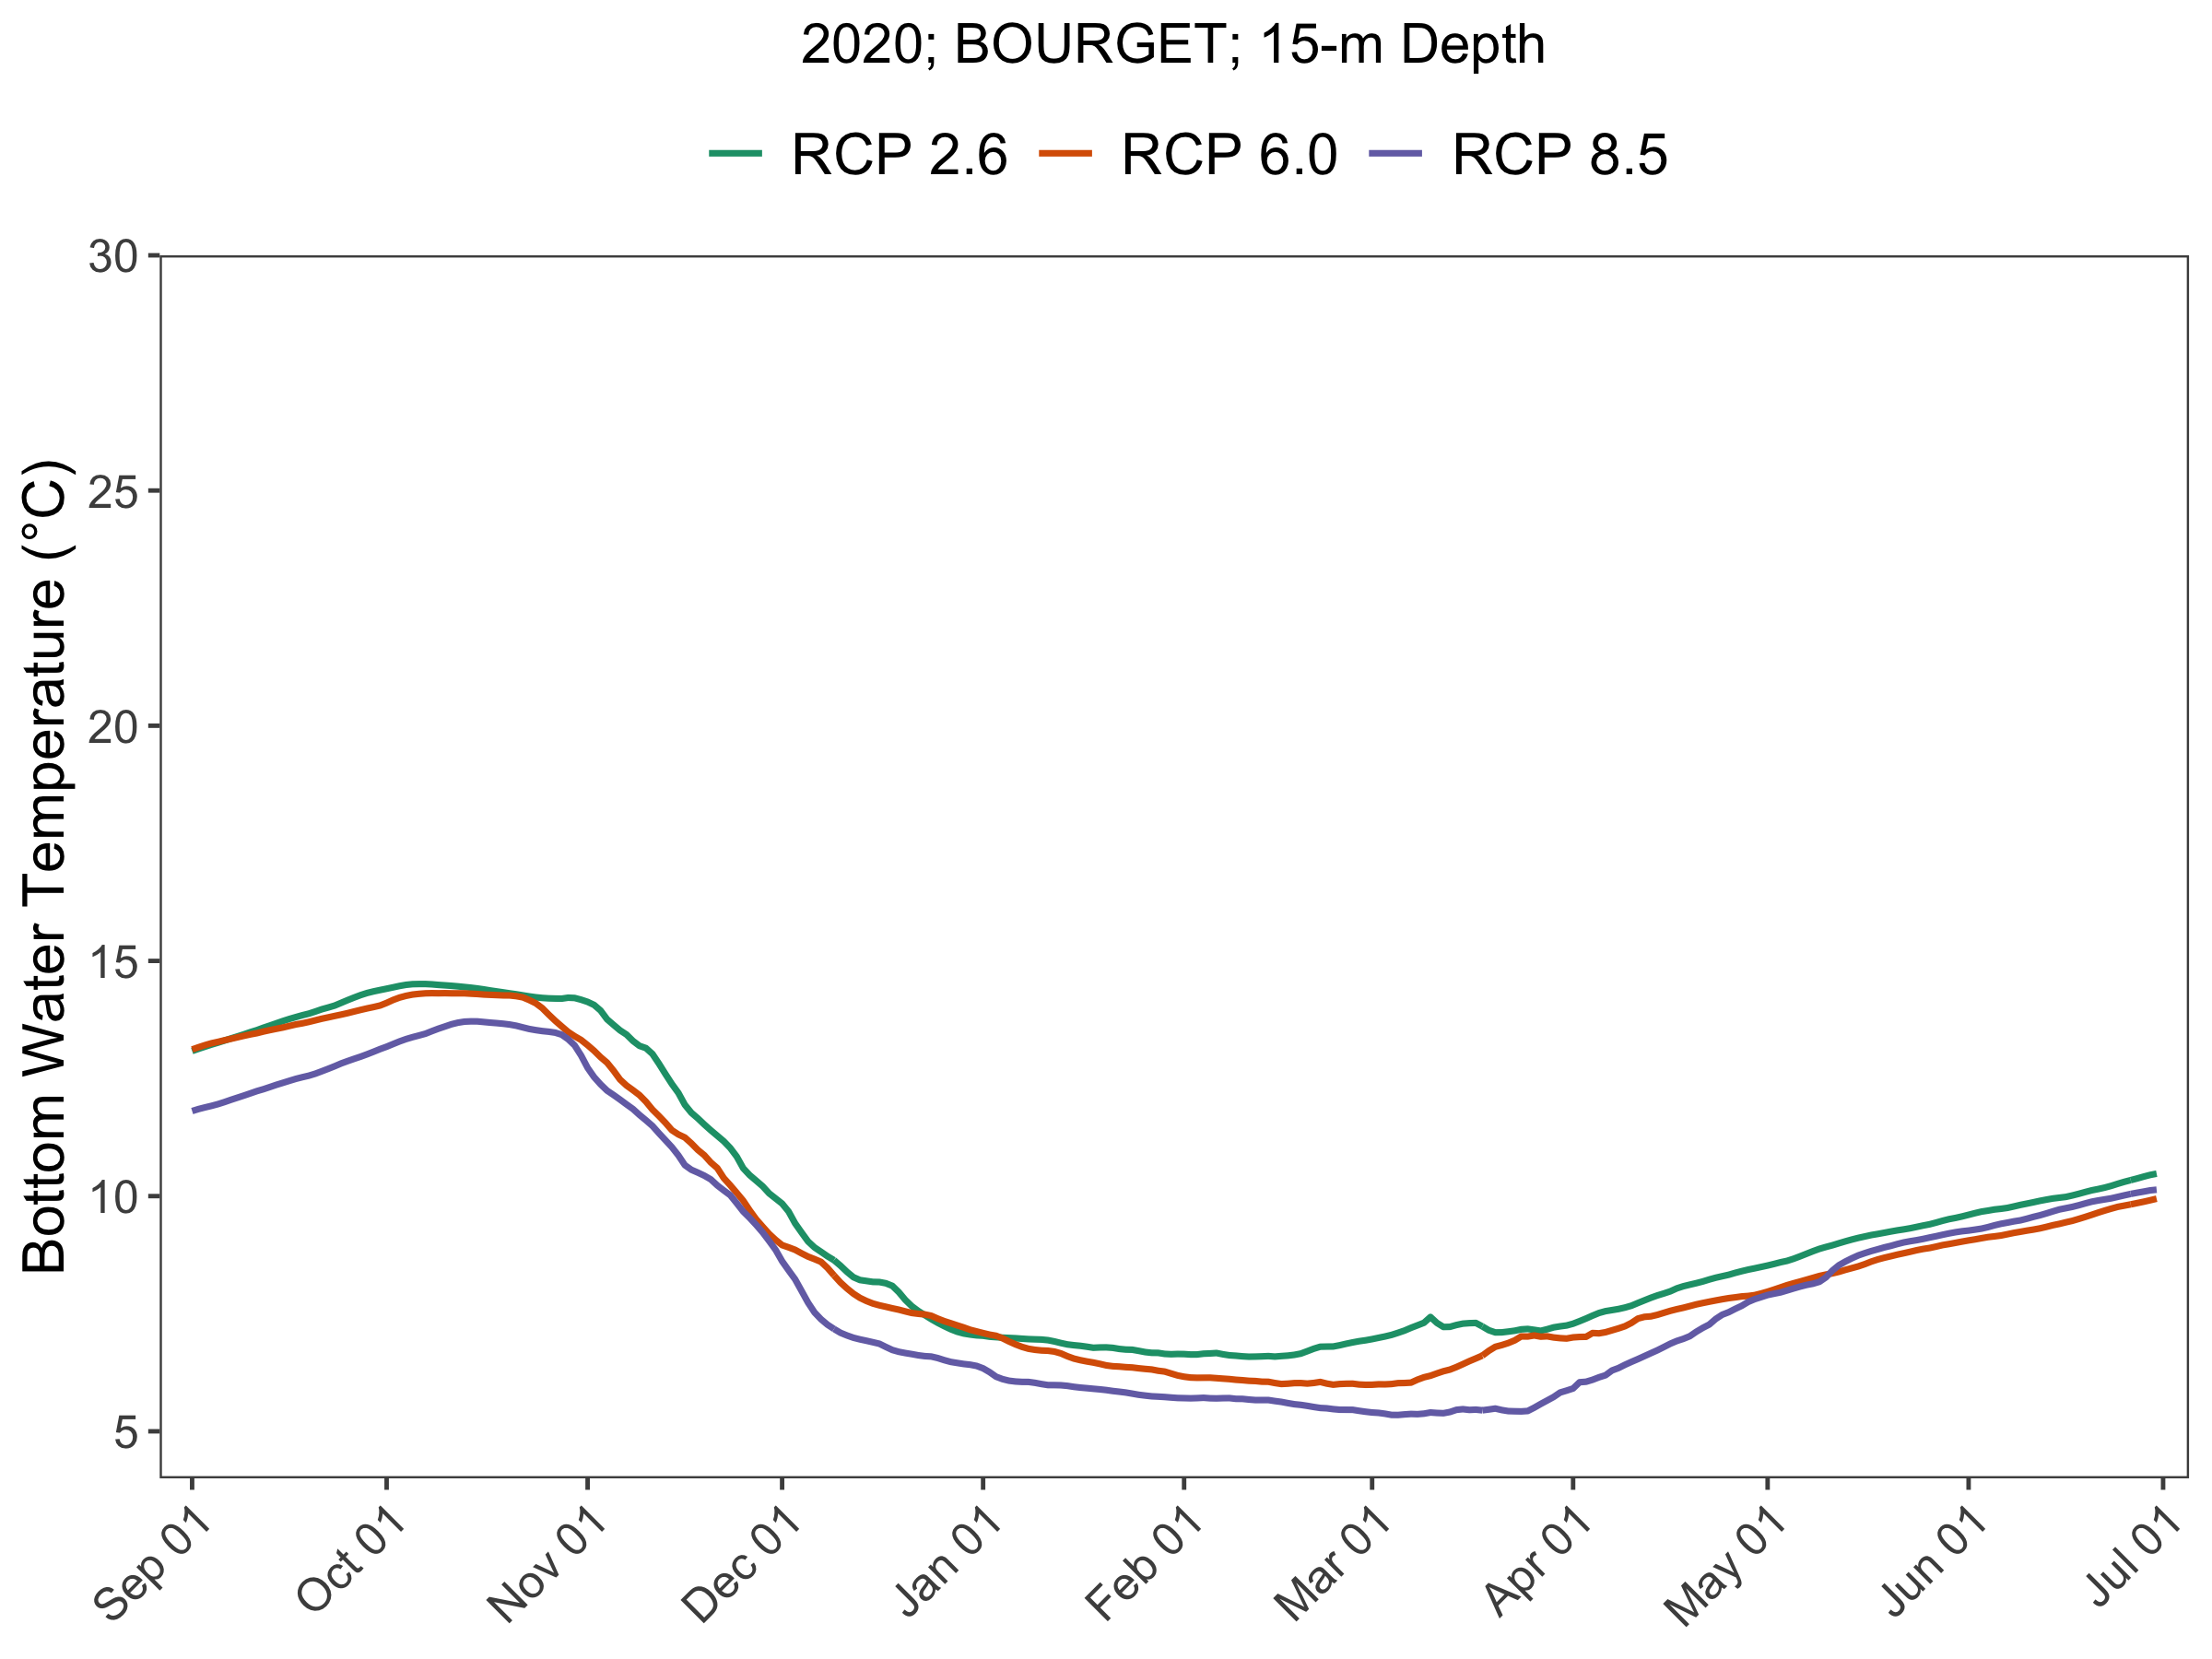 2020; BOURGET; 15-m Depth
RCP 2.6 RCP 6.0 RCP 8.5
Bottom Water Temperature (°C)
30
25
20
15
10
5
Sep 01 Oct 01 Nov 01 Dec 01 Jan 01 Feb 01 Mar 01 Apr 01 May 01 Jun 01 Jul 01